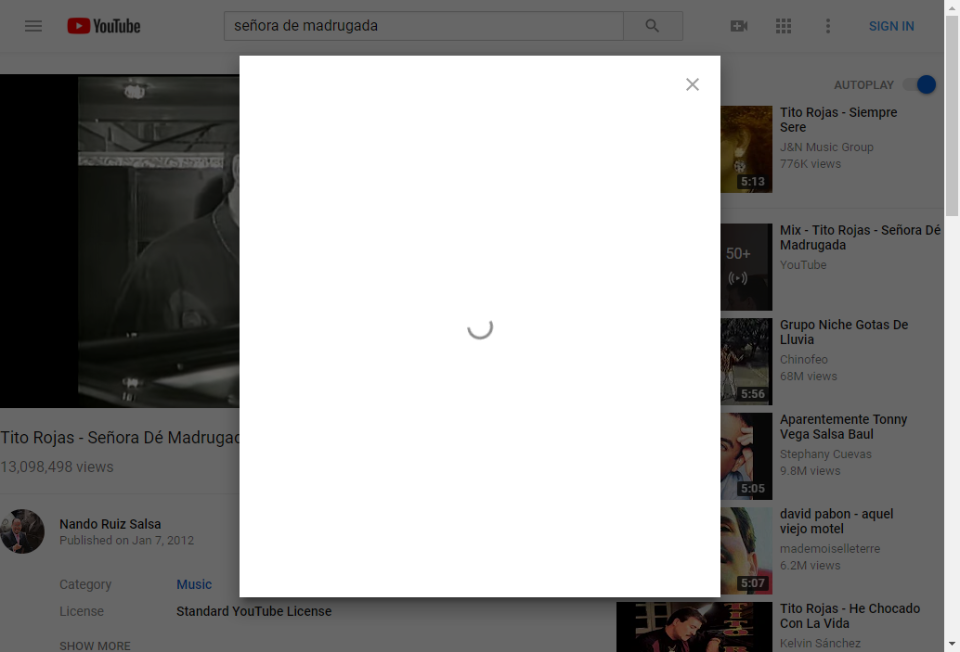 YouTube
señora de madrugada
SIGN IN
AUTOPLAY
Tito Rojas - Siempre
Sere
J&N Music Group
776K views
5:13
50+
Mix - Tito Rojas - Señora Dé
Madrugada
YouTube
Grupo Niche Gotas De
Lluvia
Chinofeo
68M views
5:56
Aparentemente Tonny
Vega Salsa Baul
Stephany Cuevas
9.8M views
5:05
david pabon - aquel
viejo motel
mademoiselleterre
6.2M views
5:07
Tito Rojas - He Chocado
Con La Vida
Kelvin Sánchez
Tito Rojas - Señora Dé Madrugad
13,098,498 views
Nando Ruiz Salsa
Published on Jan 7, 2012
Category Music
License Standard YouTube License
SHOW MORE